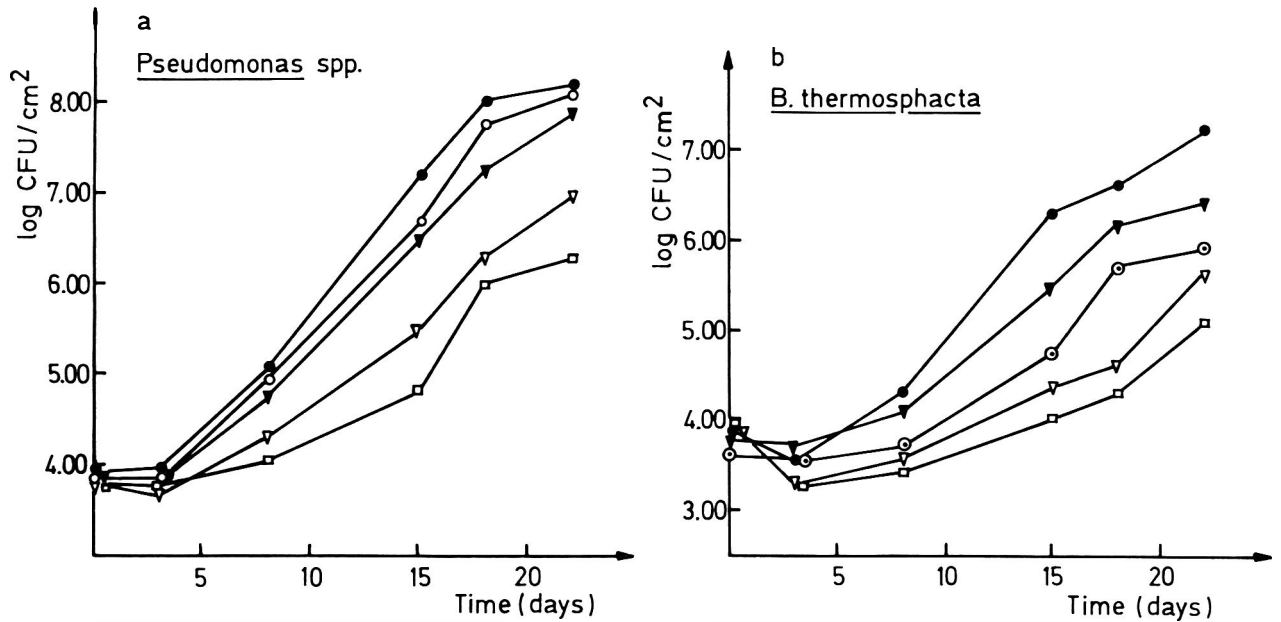 a
Pseudomonas spp.
log CFU/cm²
8.00
7.00
6.00
5.00
4.00
5 10 15 20
Time (days)
b
B. thermosphacta
log CFU/cm²
7.00
6.00
5.00
4.00
3.00
5 10 15 20
Time (days)